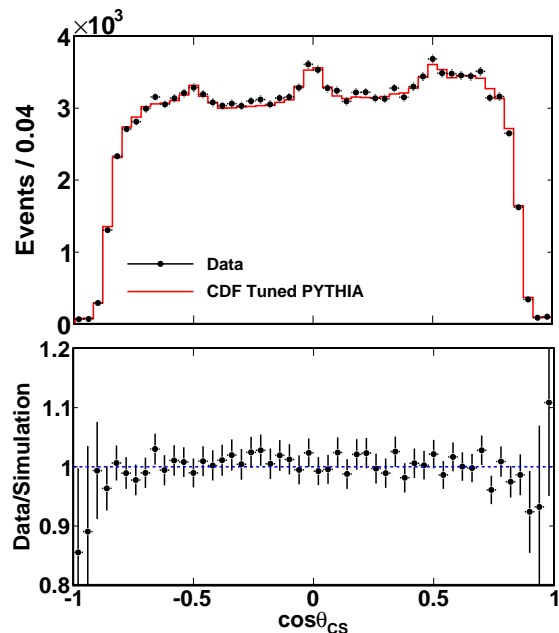 ×10³
4
3
2
1
0
Events / 0.04
Data
CDF Tuned PYTHIA
1.2
1.1
1
0.9
0.8
Data/Simulation
-1 -0.5 0 0.5 1
cosθCS